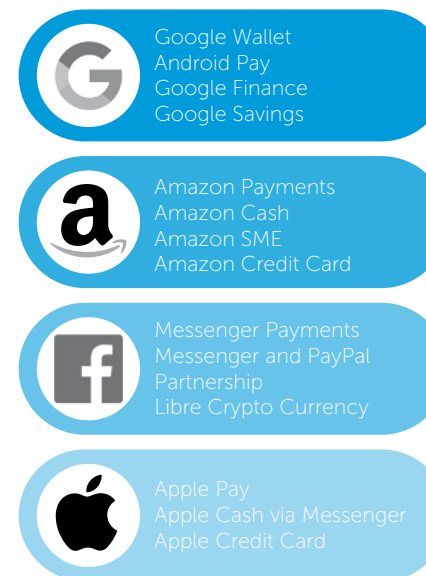 Google Wallet
Android Pay
Google Finance
Google Savings
Amazon Payments
Amazon Cash
Amazon SME
Amazon Credit Card
Messenger Payments
Messenger and PayPal
Partnership
Libre Crypto Currency
Apple Pay
Apple Cash via Messenger
Apple Credit Card